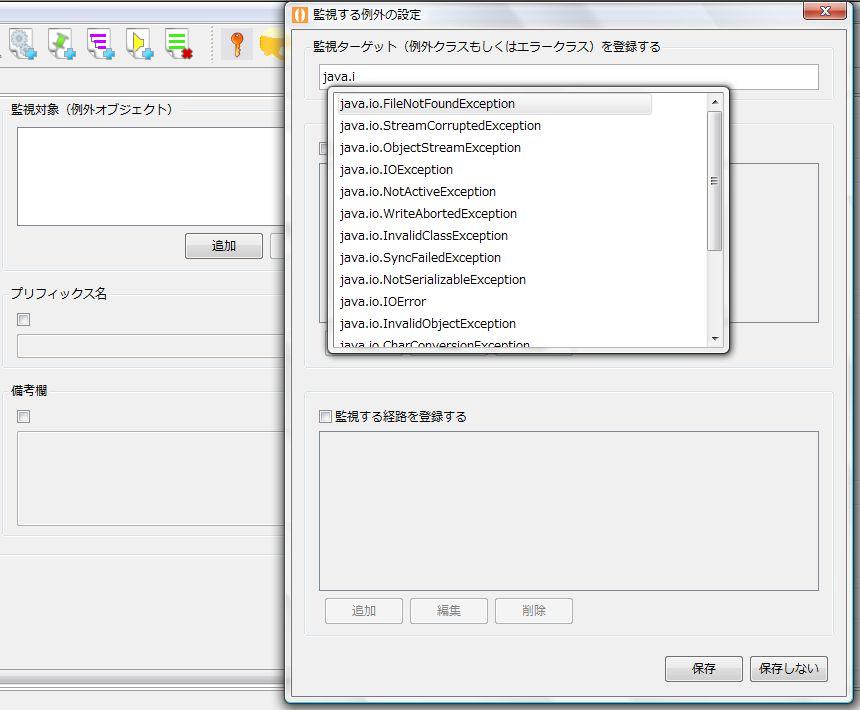 監視する例外の設定
監視ターゲット（例外クラスもしくはエラークラス）を登録する
java.i
java.io.FileNotFoundException
java.io.StreamCorruptedException
java.io.ObjectStreamException
java.io.IOException
java.io.NotActiveException
java.io.WriteAbortedException
java.io.InvalidClassException
java.io.SyncFailedException
java.io.NotSerializableException
java.io.IOError
java.io.InvalidObjectException
java.io.CharConversionException
監視する経路を登録する
追加
編集
削除
保存
保存しない
監視対象（例外オブジェクト）
追加
プリフィックス名
備考欄